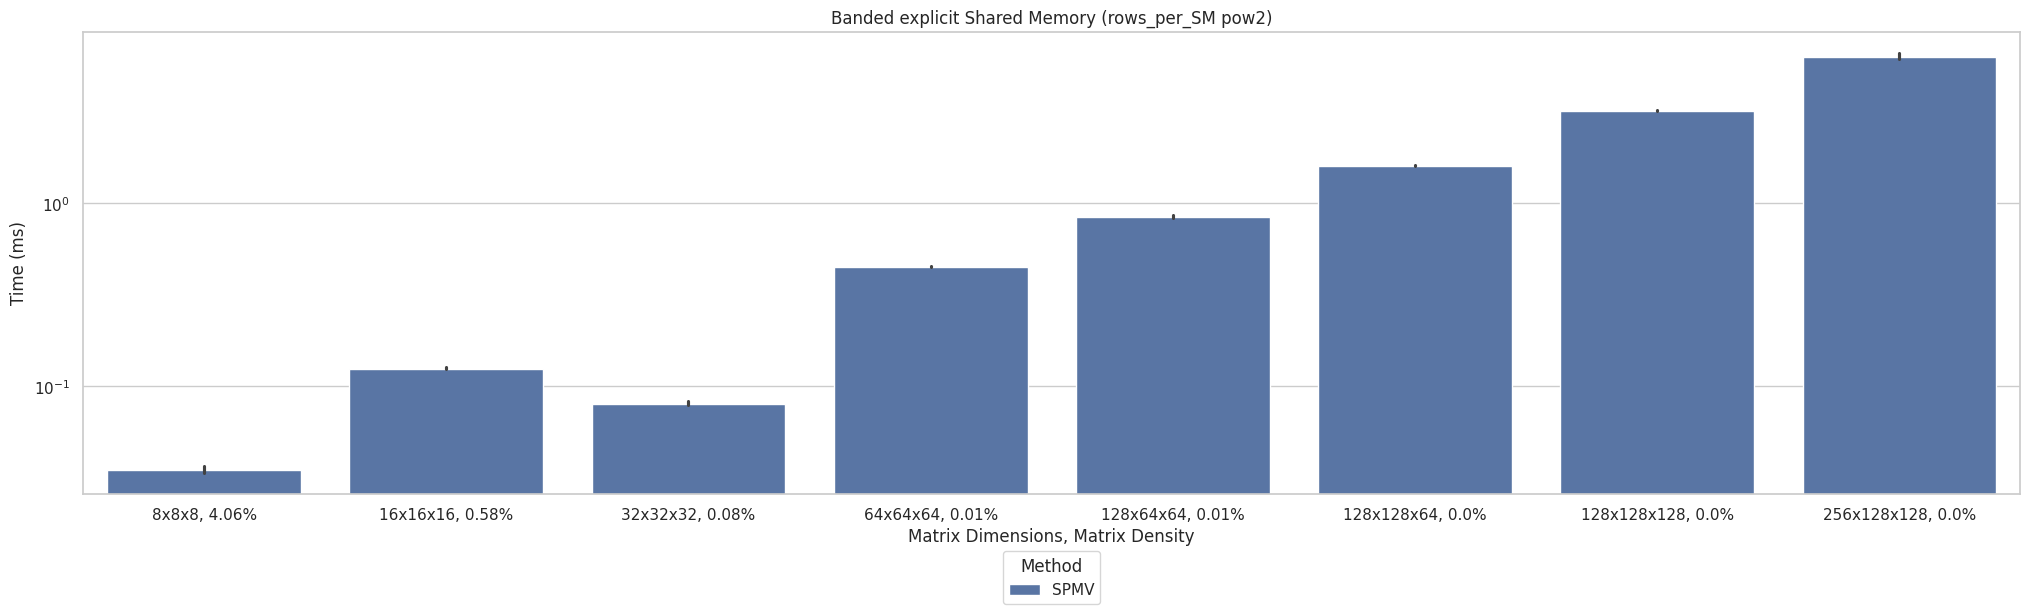 Banded explicit Shared Memory (rows_per_SM pow2)
Time (ms)
10⁰
10⁻¹
8x8x8, 4.06%
16x16x16, 0.58%
32x32x32, 0.08%
64x64x64, 0.01%
128x64x64, 0.01%
128x128x64, 0.0%
128x128x128, 0.0%
256x128x128, 0.0%
Matrix Dimensions, Matrix Density
Method
SPMV